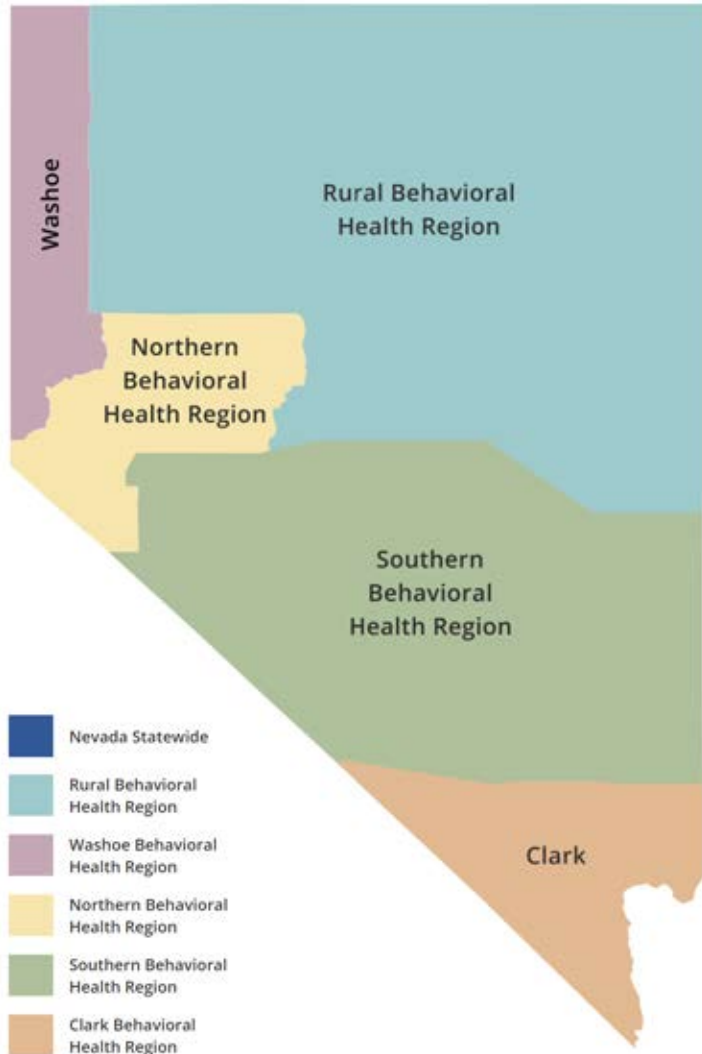 Washoe
Rural Behavioral
Health Region
Northern
Behavioral
Health Region
Southern
Behavioral
Health Region
Clark
Nevada Statewide
Rural Behavioral
Health Region
Washoe Behavioral
Health Region
Northern Behavioral
Health Region
Southern Behavioral
Health Region
Clark Behavioral
Health Region